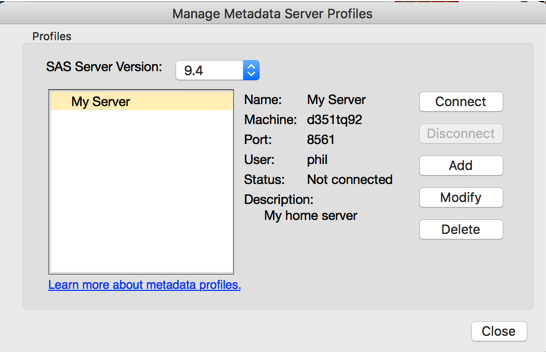 Manage Metadata Server Profiles
Profiles
SAS Server Version: 9.4
My Server
Name: My Server
Machine: d351tq92
Port: 8561
User: phil
Status: Not connected
Description:
My home server
Connect
Disconnect
Add
Modify
Delete
Learn more about metadata profiles.
Close